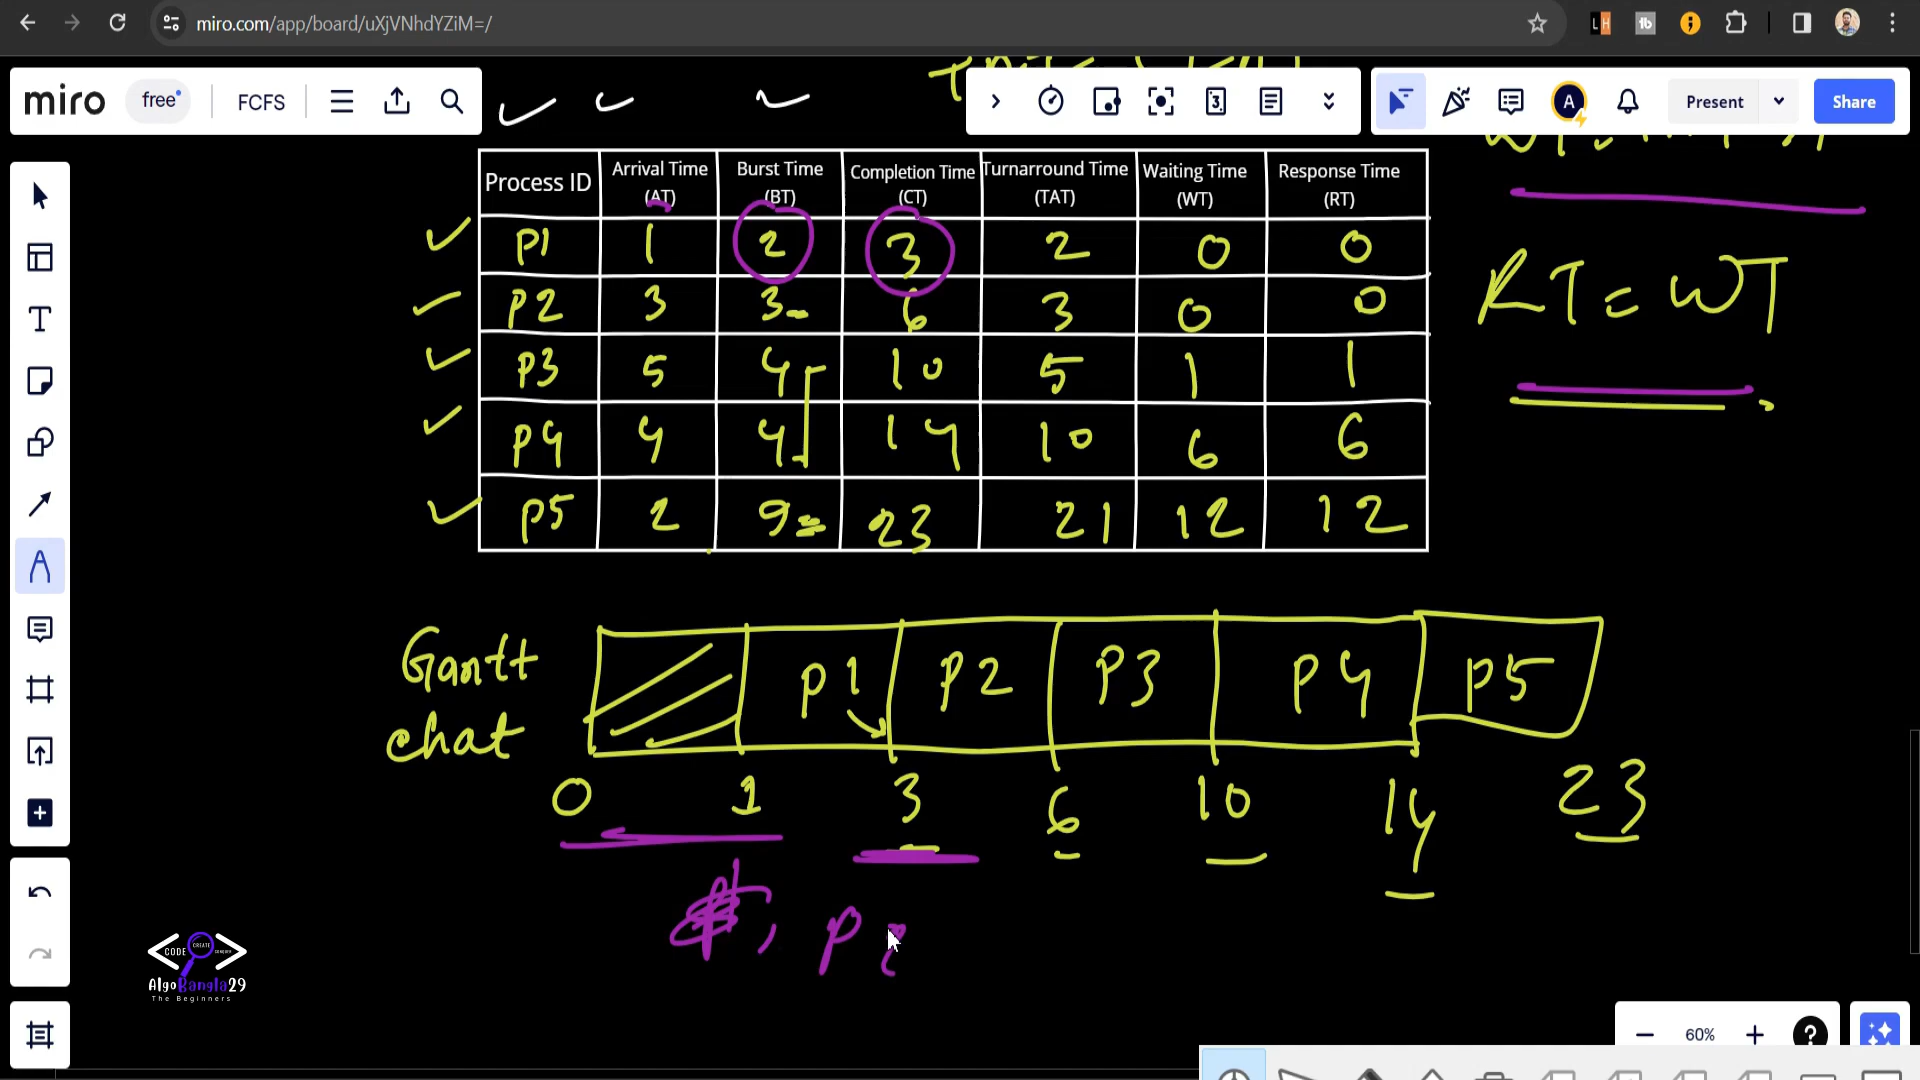 miro.com/app/board/uXjVNhdYZiM=/
miro free FCFS
Present
Share
Process ID Arrival Time (AT) Burst Time (BT) Completion Time (CT) Turnarround Time (TAT) Waiting Time (WT) Response Time (RT)
P1 1 2 3 2 0 0
P2 3 3 6 3 0 0
P3 5 4 10 5 1 1
P4 4 4 14 10 6 6
P5 2 9 23 21 12 12
RT = WT
Gantt chat
P1 P2 P3 P4 P5
0 1 3 6 10 14 23
, P
CODE CREATE CONQUER
AlgoBangla29
The Beginners
60%